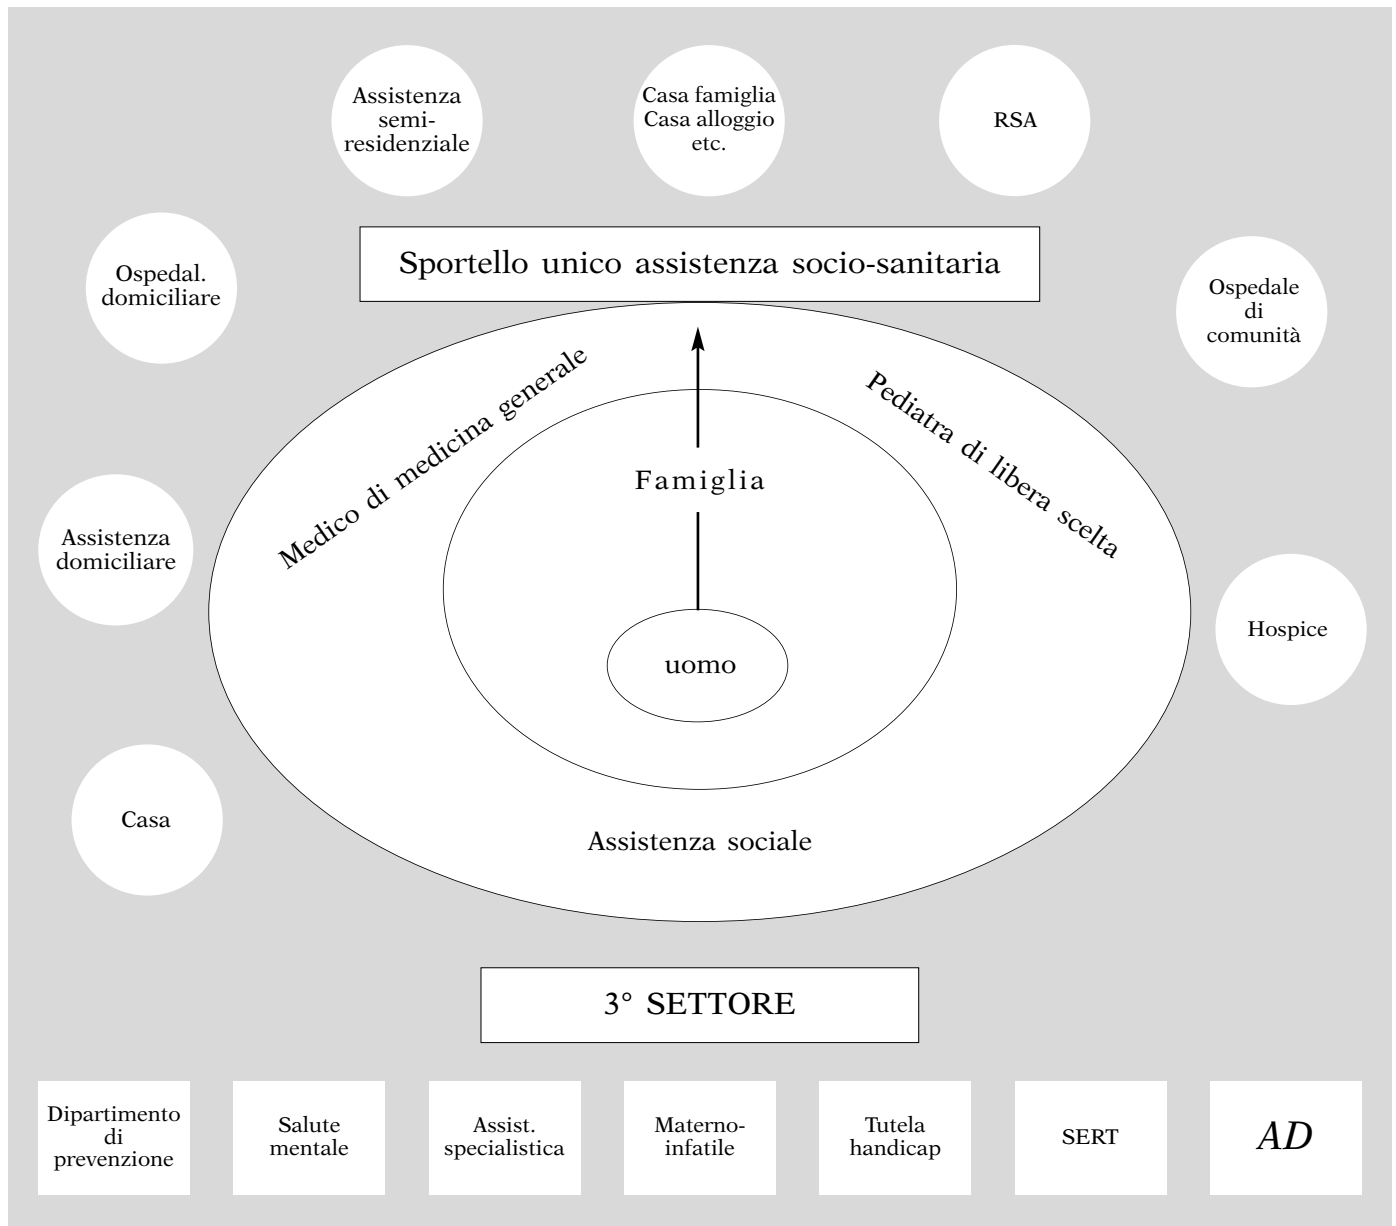 Assistenza
semi-
residenziale
Casa famiglia
Casa alloggio
etc.
RSA
Ospedal.
domiciliare
Sportello unico assistenza socio-sanitaria
Ospedale
di
comunità
Medico di medicina generale
Pediatra di libera scelta
Famiglia
Assistenza
domiciliare
Hospice
uomo
Casa
Assistenza sociale
3° SETTORE
Dipartimento
di
prevenzione
Salute
mentale
Assist.
specialistica
Materno-
infatile
Tutela
handicap
SERT
AD